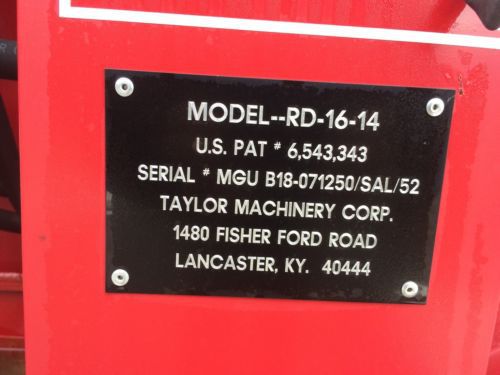 MODEL--RD-16-14
U.S. PAT # 6,543,343
SERIAL # MGU B18-071250/SAL/52
TAYLOR MACHINERY CORP.
1480 FISHER FORD ROAD
LANCASTER, KY. 40444